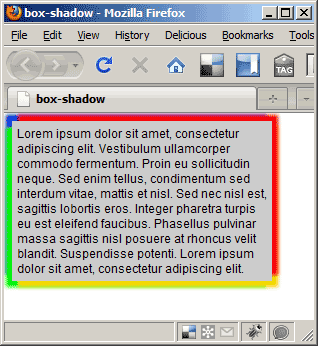 box-shadow - Mozilla Firefox
File Edit View History Delicious Bookmarks Tools
TAG
box-shadow
Lorem ipsum dolor sit amet, consectetur
adipiscing elit. Vestibulum ullamcorper
commodo fermentum. Proin eu sollicitudin
neque. Sed enim tellus, condimentum sed
interdum vitae, mattis et nisl. Sed nec nisl est,
sagittis lobortis eros. Integer pharetra turpis
eu est eleifend faucibus. Phasellus pulvinar
massa sagittis nisl posuere at rhoncus velit
blandit. Suspendisse potenti. Lorem ipsum
dolor sit amet, consectetur adipiscing elit.